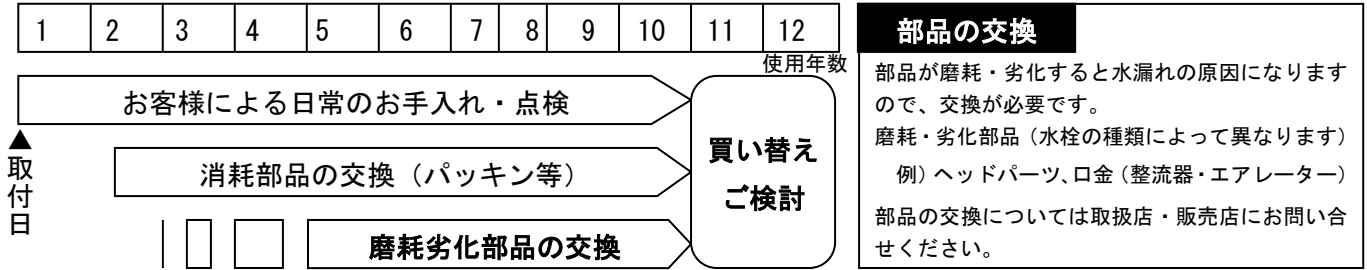 1 2 3 4 5 6 7 8 9 10 11 12
使用年数
お客様による日常のお手入れ・点検
▲
取付日
消耗部品の交換（パッキン等）
磨耗劣化部品の交換
買い替え
ご検討
部品の交換
部品が磨耗・劣化すると水漏れの原因になります
ので、交換が必要です。
磨耗・劣化部品（水栓の種類によって異なります）
例）ヘッドパーツ、口金（整流器・エアレーター）
部品の交換については取扱店・販売店にお問い合
せください。